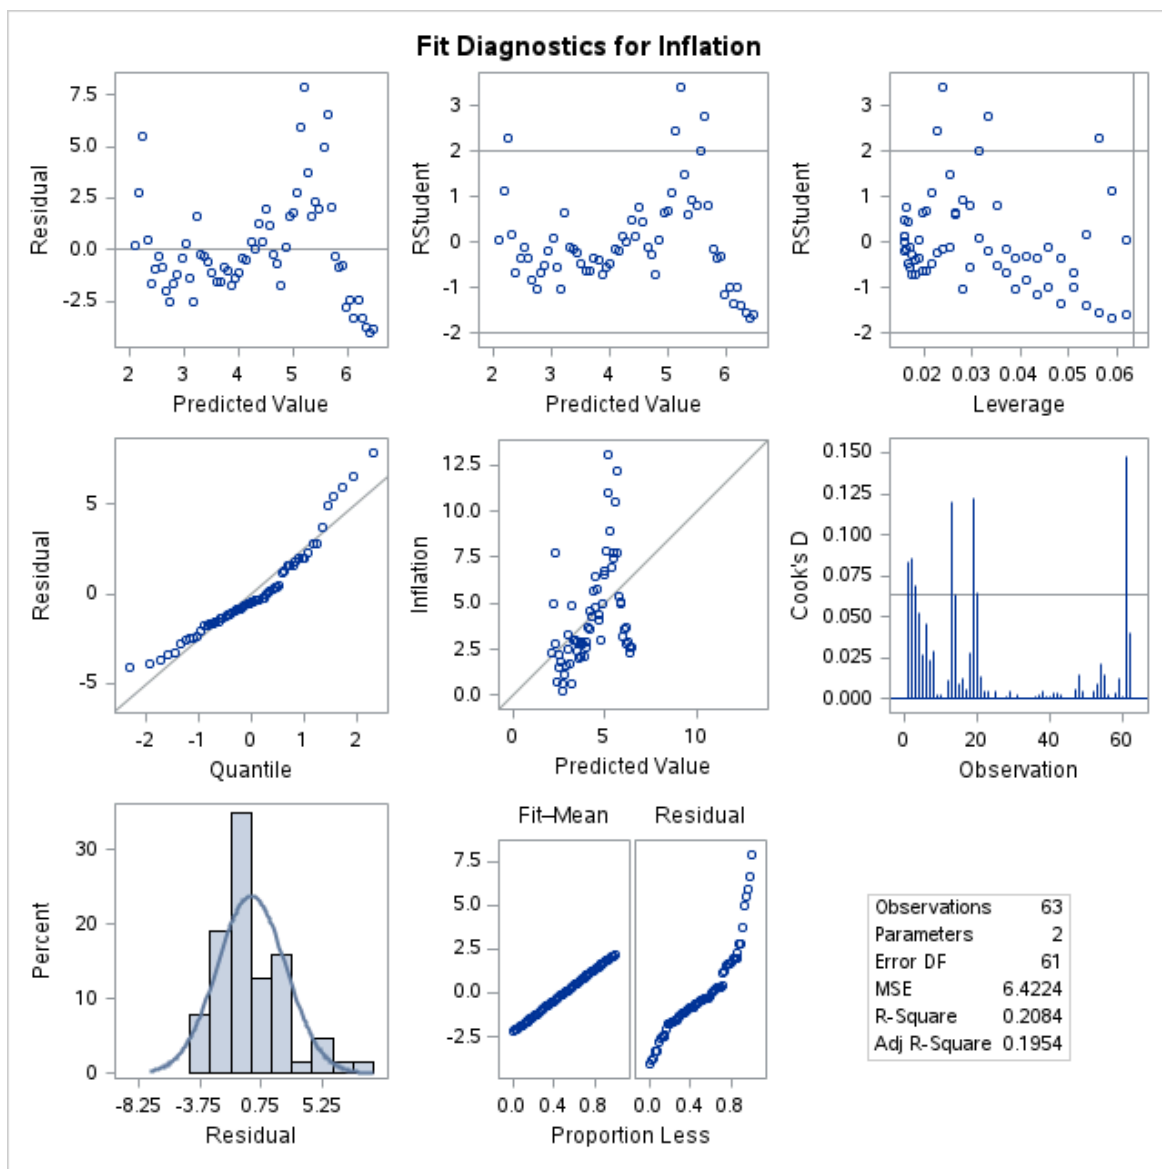 Fit Diagnostics for Inflation
7.5
5.0
2.5
0.0
-2.5
Residual
2 3 4 5 6
Predicted Value
3
2
1
0
-1
-2
RStudent
2 3 4 5 6
Predicted Value
3
2
1
0
-1
-2
RStudent
0.02 0.03 0.04 0.05 0.06
Leverage
5
0
-5
Residual
-2 -1 0 1 2
Quantile
12.5
10.0
7.5
5.0
2.5
0.0
Inflation
0 5 10
Predicted Value
0.150
0.125
0.100
0.075
0.050
0.025
0.000
Cook's D
0 20 40 60
Observation
30
20
10
0
Percent
-8.25 -3.75 0.75 5.25
Residual
Fit–Mean Residual
7.5
5.0
2.5
0.0
-2.5
0.0 0.4 0.8 0.0 0.4 0.8
Proportion Less
Observations 63
Parameters 2
Error DF 61
MSE 6.4224
R-Square 0.2084
Adj R-Square 0.1954